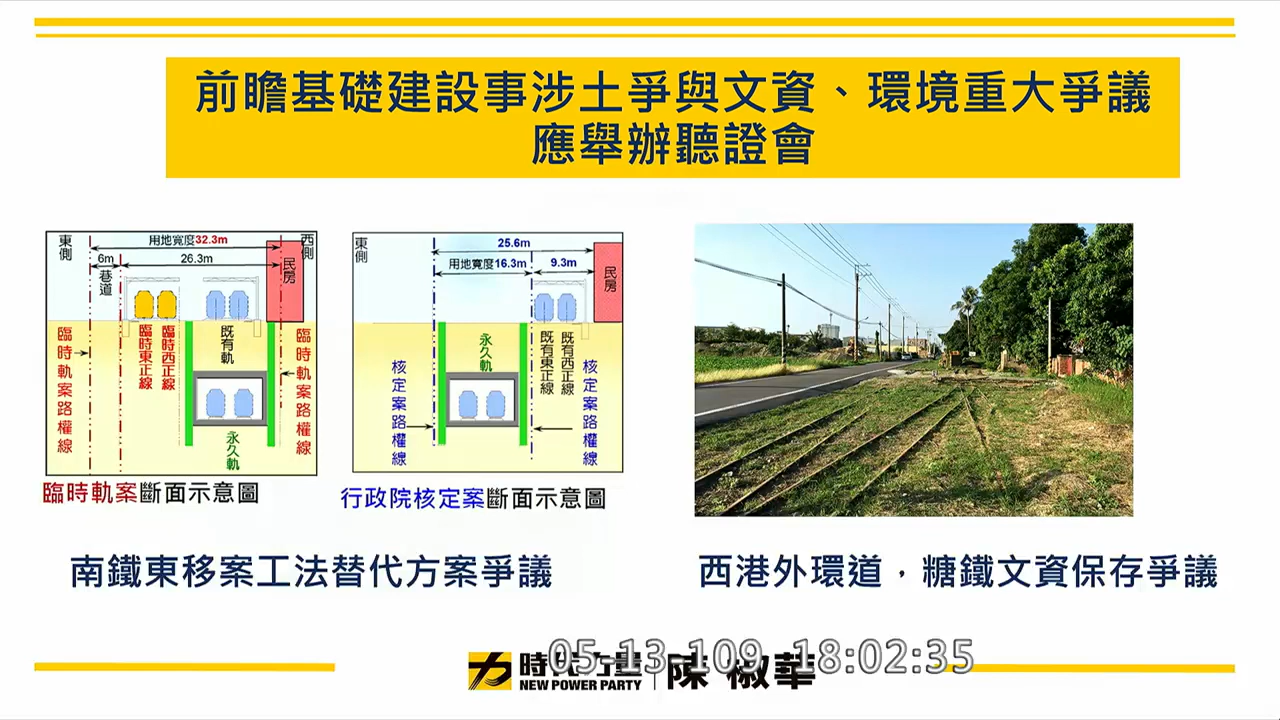 前瞻基礎建設事涉土爭與文資、環境重大爭議
應舉辦聽證會
東側
用地寬度32.3m
西側
6m
26.3m
巷道
民房
臨時軌案路權線
臨時東正線
臨時西正線
既有軌
臨時軌案路權線
永久軌
臨時軌案斷面示意圖
東側
25.6m
用地寬度16.3m
9.3m
民房
核定案路權線
永久軌
既有東正線
既有西正線
核定案路權線
行政院核定案斷面示意圖
南鐵東移案工法替代方案爭議
西港外環道，糖鐵文資保存爭議
時代力量
NEW POWER PARTY
陳椒華
05-13-109 18:02:35